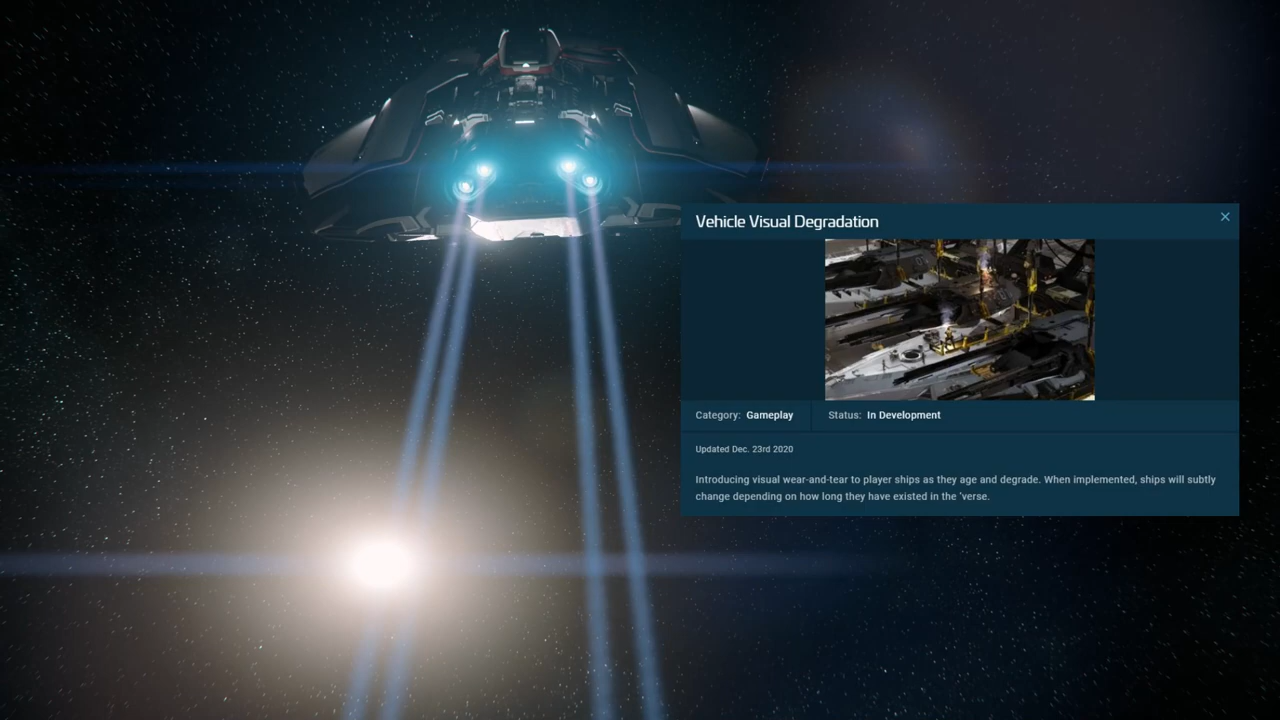 Vehicle Visual Degradation
Category: Gameplay
Status: In Development
Updated Dec. 23rd 2020
Introducing visual wear-and-tear to player ships as they age and degrade. When implemented, ships will subtly
change depending on how long they have existed in the 'verse.